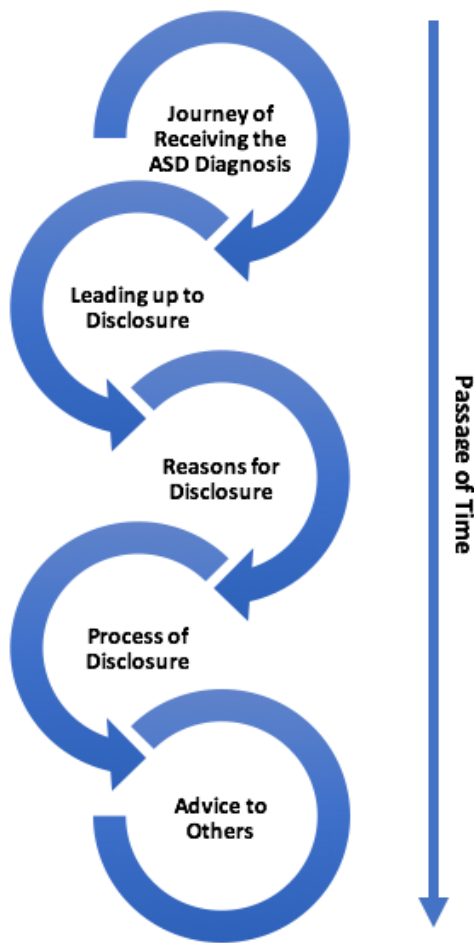 Journey of
Receiving the
ASD Diagnosis
Leading up to
Disclosure
Reasons for
Disclosure
Process of
Disclosure
Advice to
Others
Passage of Time